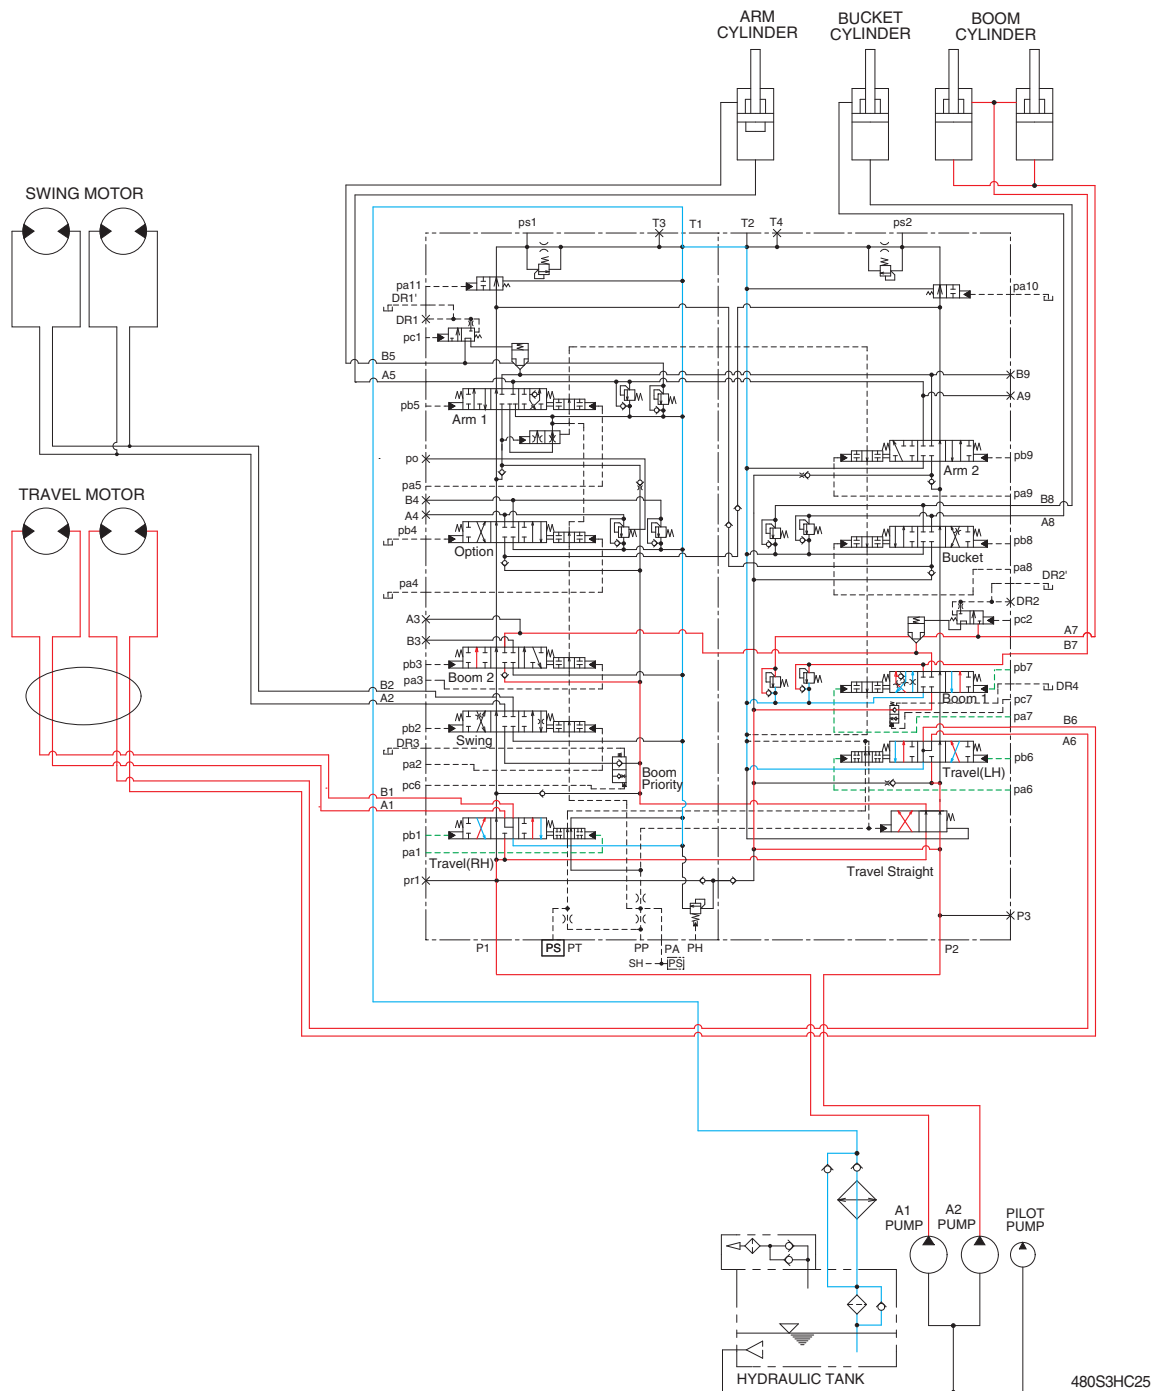 ARM
CYLINDER
BUCKET
CYLINDER
BOOM
CYLINDER
SWING MOTOR
TRAVEL MOTOR
ps1
T3
T1
T2
T4
ps2
pa11
DR1'
DR1
pc1
B5
A5
pb5
Arm 1
po
pa5
B4
A4
pb4
Option
pa4
A3
B3
pb3
Boom 2
pa3
B2
A2
pb2
Swing
DR3
pa2
Boom
Priority
pc6
B1
A1
pb1
pa1
Travel(RH)
pr1
P1
PS
PT
PP
PA
PH
SH
PS
pa10
B9
A9
pb9
Arm 2
pa9
B8
A8
pb8
Bucket
pa8
DR2'
DR2
pc2
A7
B7
pb7
Boom 1
DR4
pc7
pa7
B6
A6
pb6
Travel(LH)
pa6
Travel Straight
P3
P2
A1
PUMP
A2
PUMP
PILOT
PUMP
HYDRAULIC TANK
480S3HC25